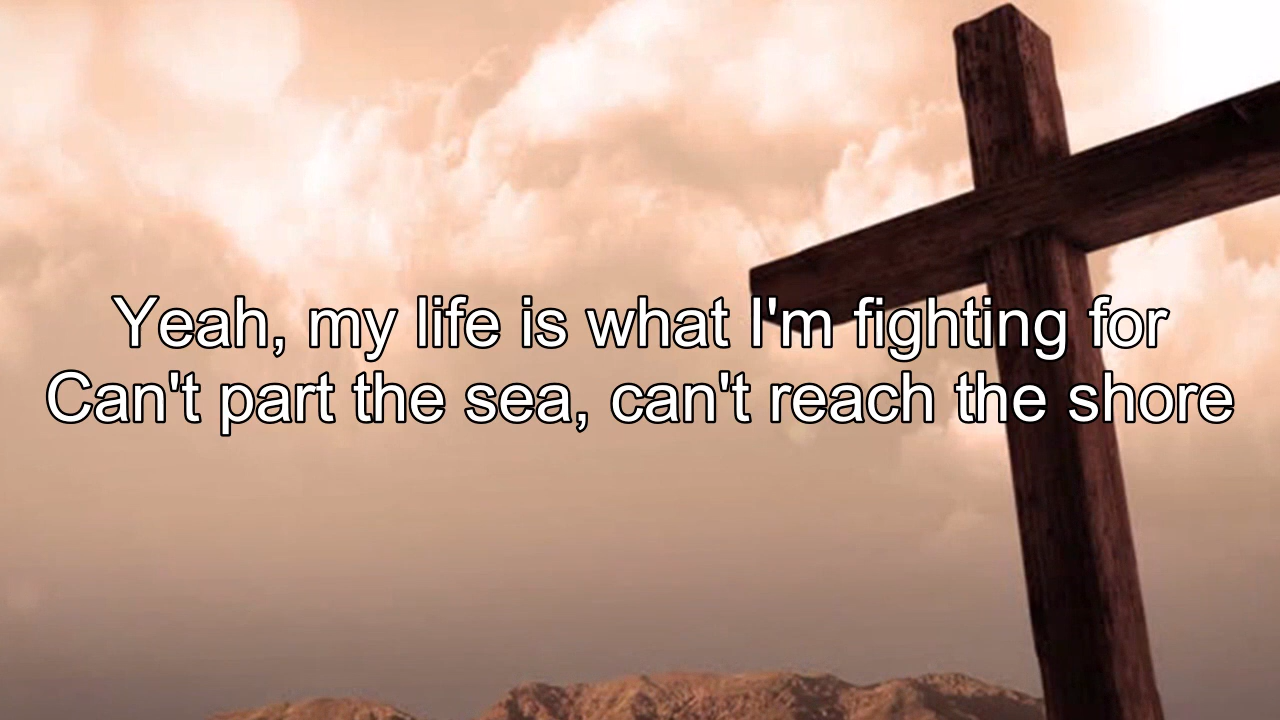 Yeah, my life is what I'm fighting for
Can't part the sea, can't reach the shore